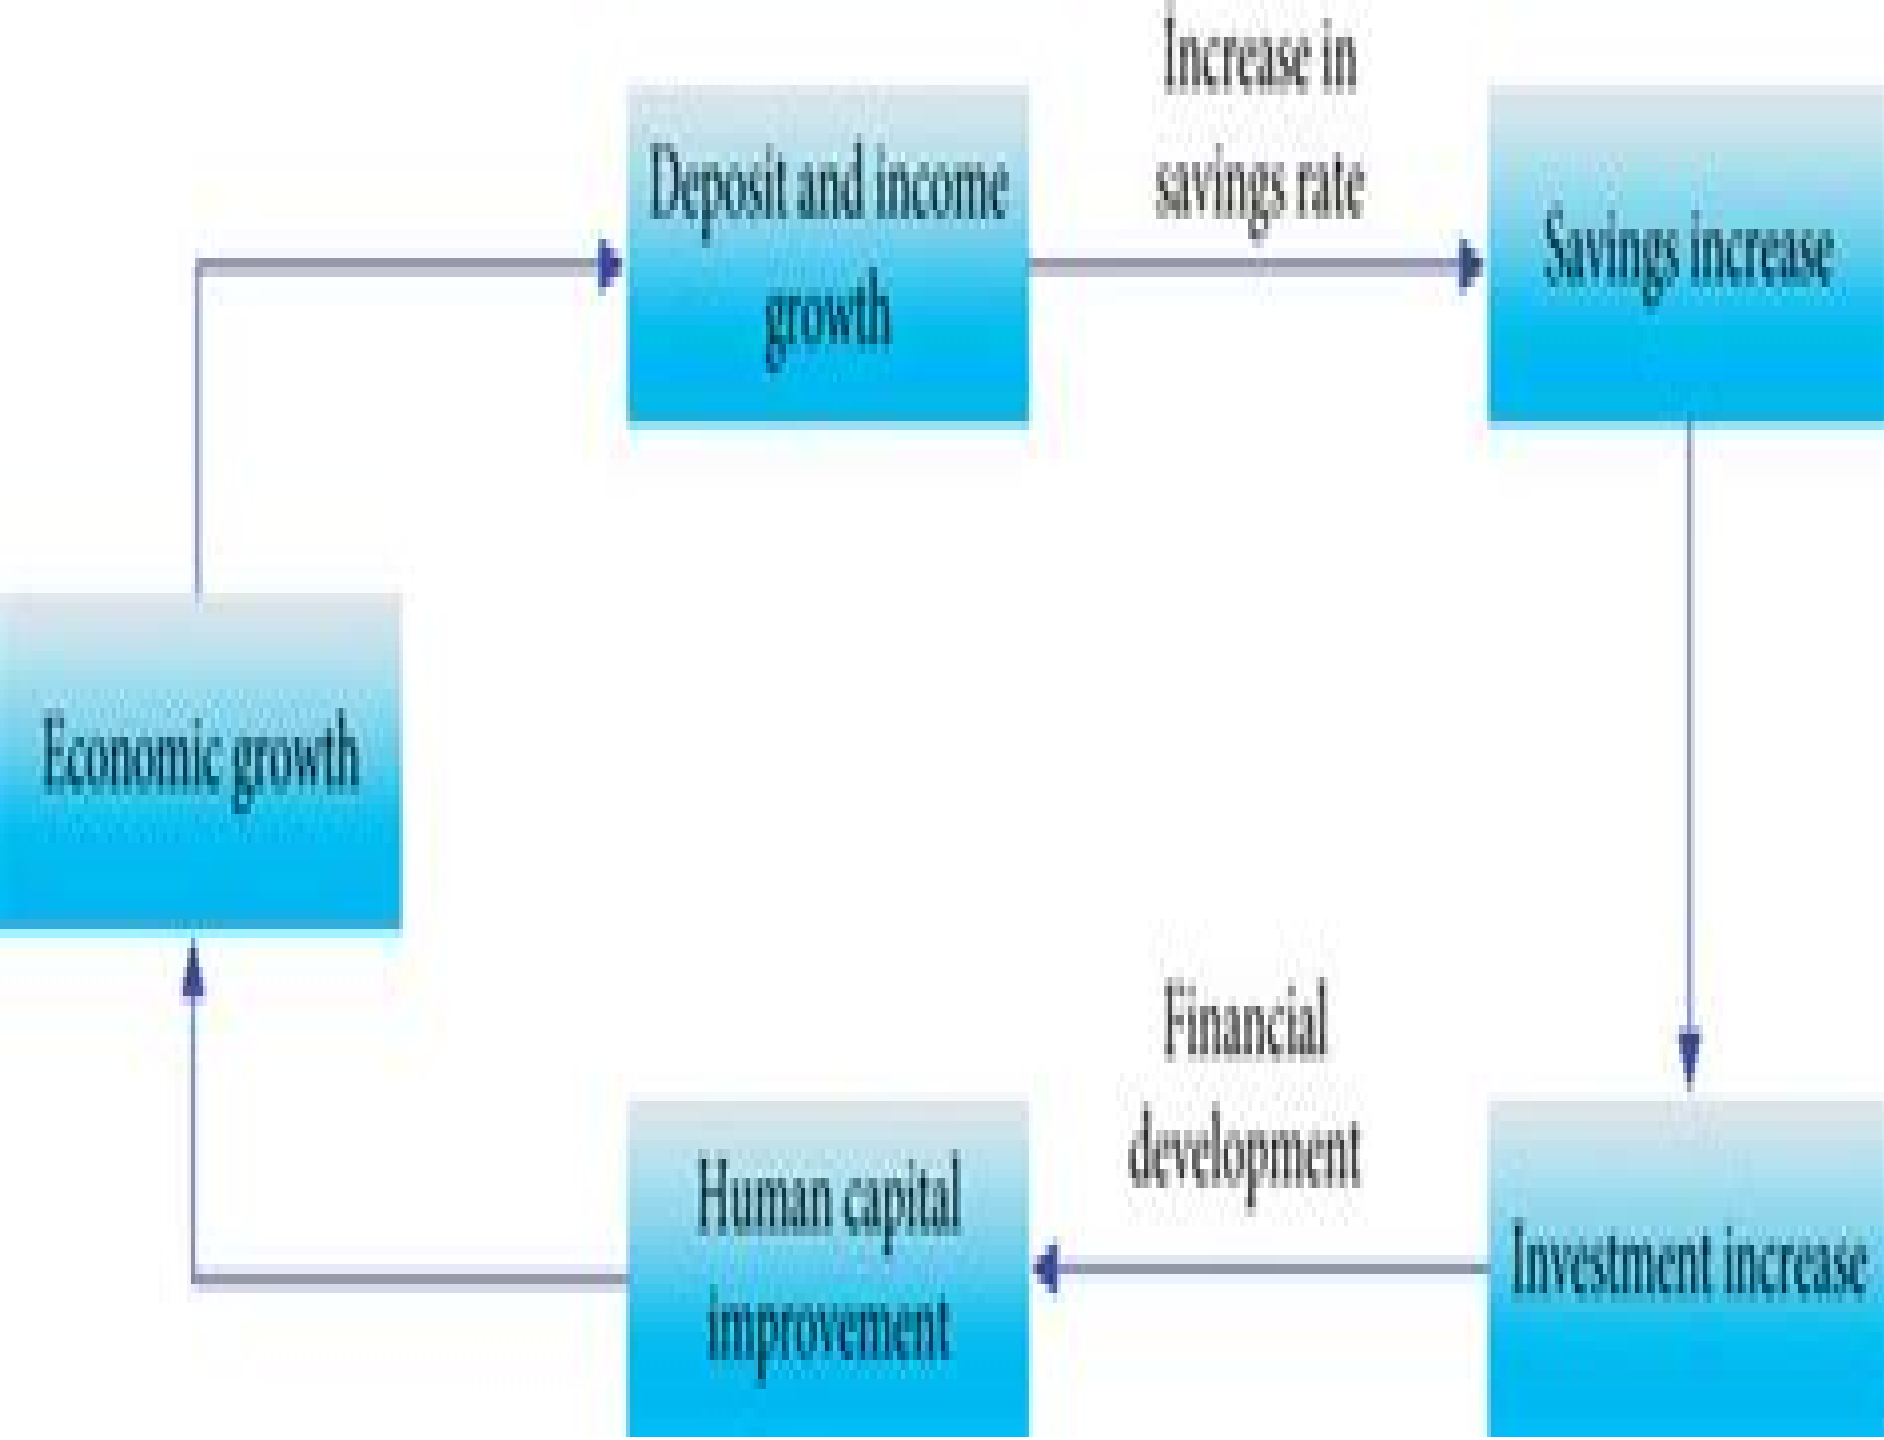 Increase in
savings rate
Deposit and income
growth
Savings increase
Economic growth
Financial
development
Human capital
improvement
Investment increase